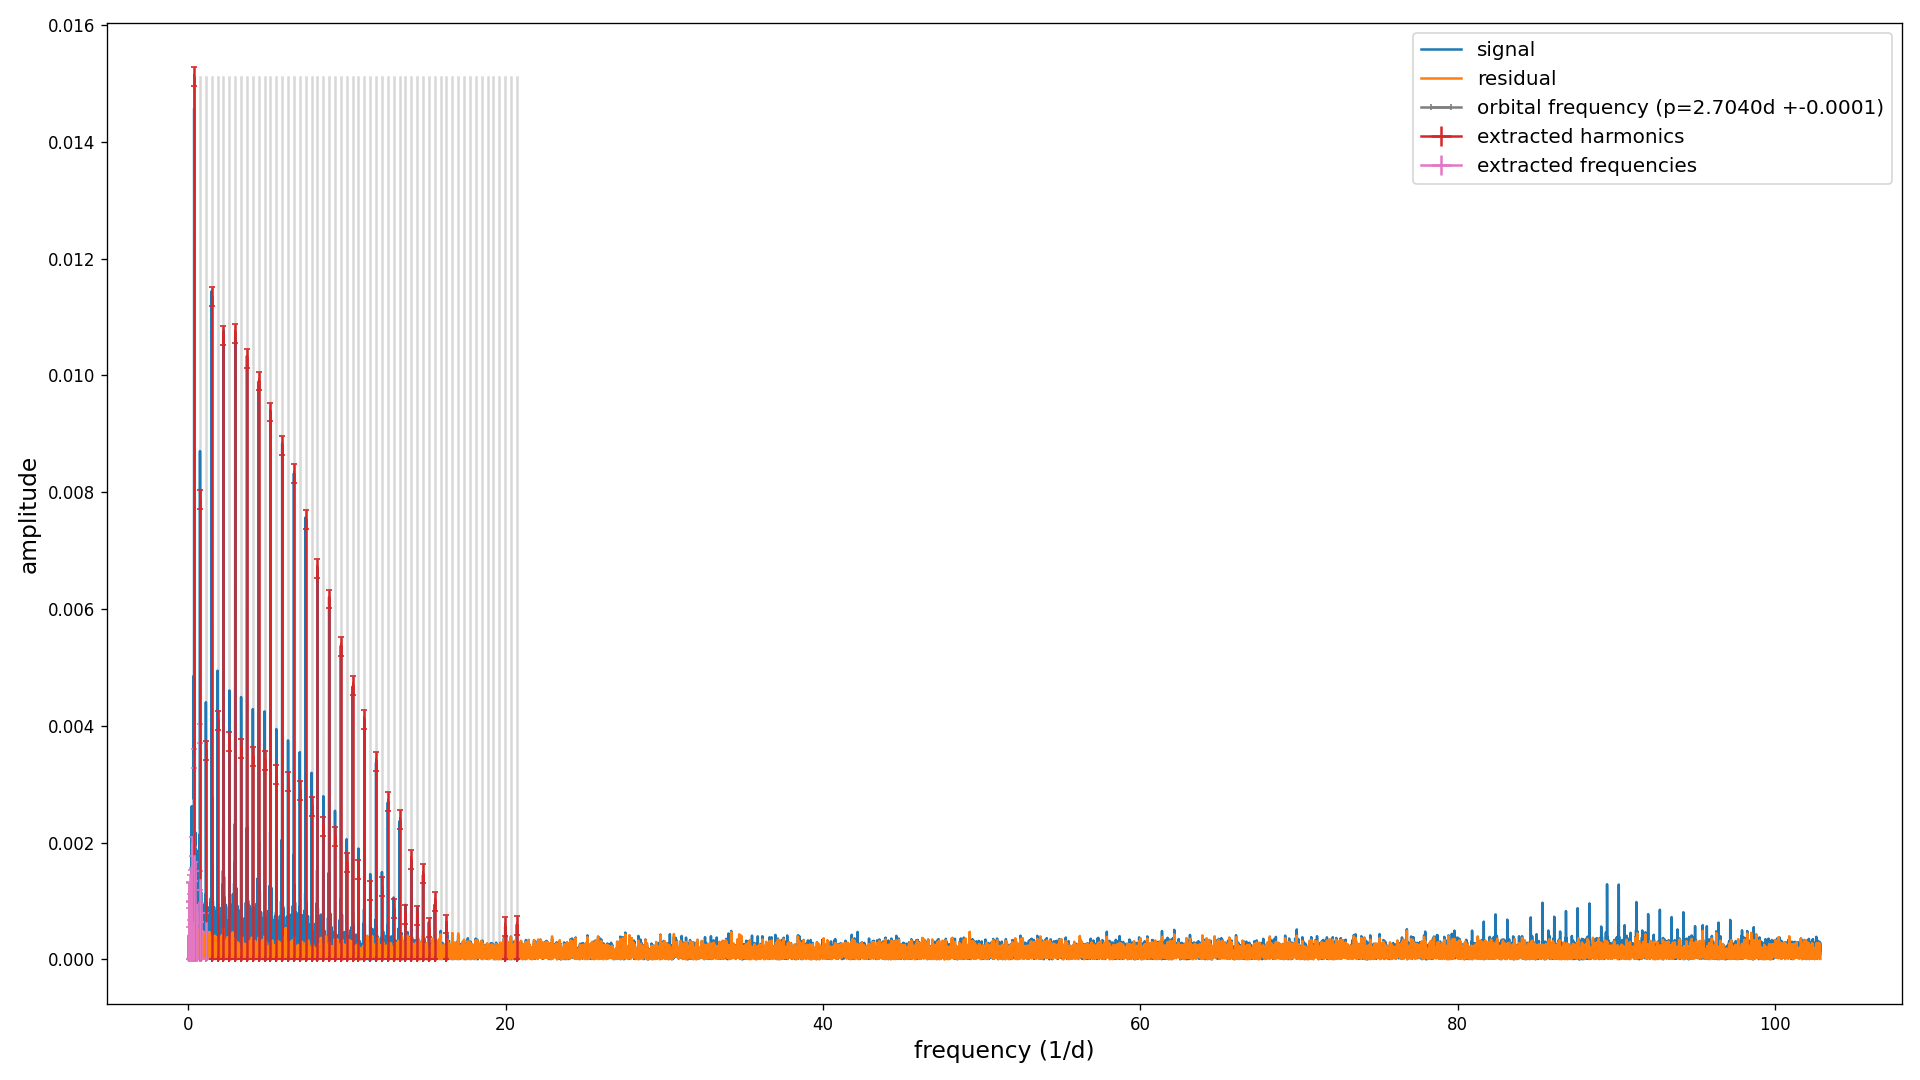 0.016
0.014
0.012
0.010
0.008
0.006
0.004
0.002
0.000
amplitude
0 20 40 60 80 100
frequency (1/d)
signal
residual
orbital frequency (p=2.7040d +-0.0001)
extracted harmonics
extracted frequencies